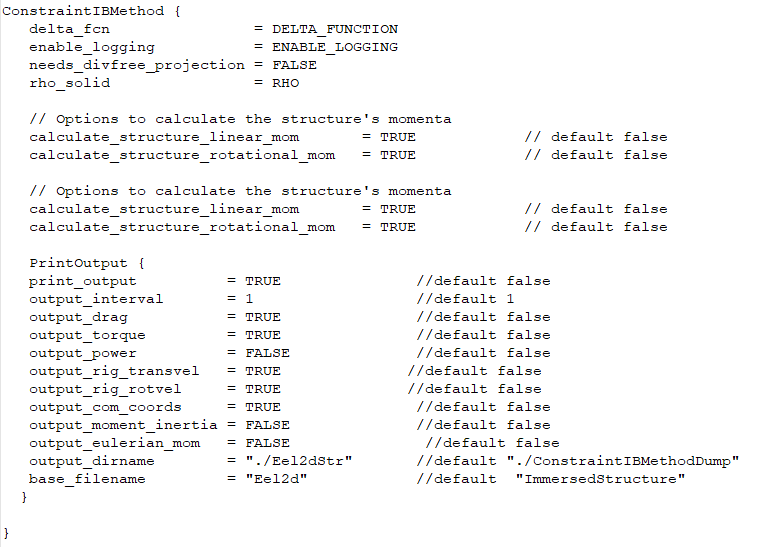 ConstraintIBMethod {
   delta_fcn                = DELTA_FUNCTION
   enable_logging           = ENABLE_LOGGING
   needs_divfree_projection = FALSE
   rho_solid                = RHO

   // Options to calculate the structure's momenta
   calculate_structure_linear_mom       = TRUE            // default false
   calculate_structure_rotational_mom   = TRUE            // default false

   // Options to calculate the structure's momenta
   calculate_structure_linear_mom       = TRUE            // default false
   calculate_structure_rotational_mom   = TRUE            // default false

   PrintOutput {
   print_output          = TRUE               //default false
   output_interval       = 1                  //default 1
   output_drag           = TRUE               //default false
   output_torque         = TRUE               //default false
   output_power          = FALSE              //default false
   output_rig_transvel   = TRUE              //default false
   output_rig_rotvel     = TRUE              //default false
   output_com_coords     = TRUE               //default false
   output_moment_inertia = FALSE              //default false
   output_eulerian_mom   = FALSE               //default false
   output_dirname        = "./Eel2dStr"       //default "./ConstraintIBMethodDump"
   base_filename         = "Eel2d"            //default  "ImmersedStructure"
  }

}